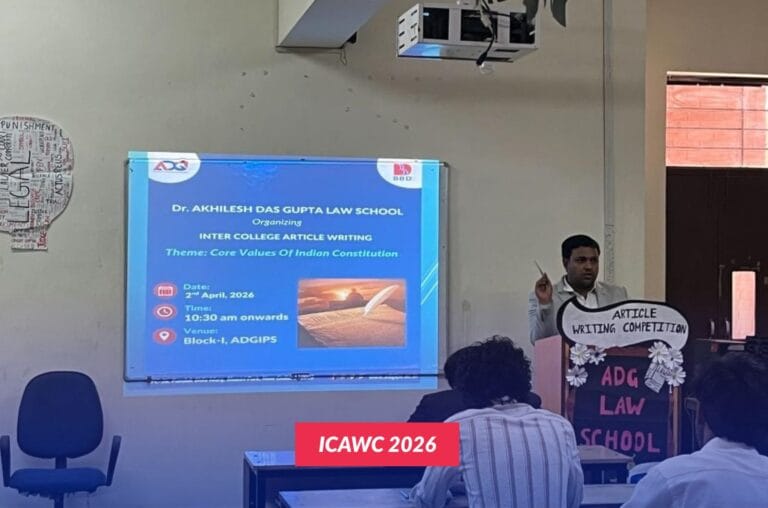 PUNISHMENT
LEGAL
ADG
BBD
Dr. AKHILESH DAS GUPTA LAW SCHOOL
Organizing
INTER COLLEGE ARTICLE WRITING
Theme: Core Values Of Indian Constitution
Date:
2nd April, 2026
Time:
10:30 am onwards
Venue:
Block-I, ADGIPS
ARTICLE
WRITING COMPETITION
ADG
LAW
SCHOOL
ICAWC 2026